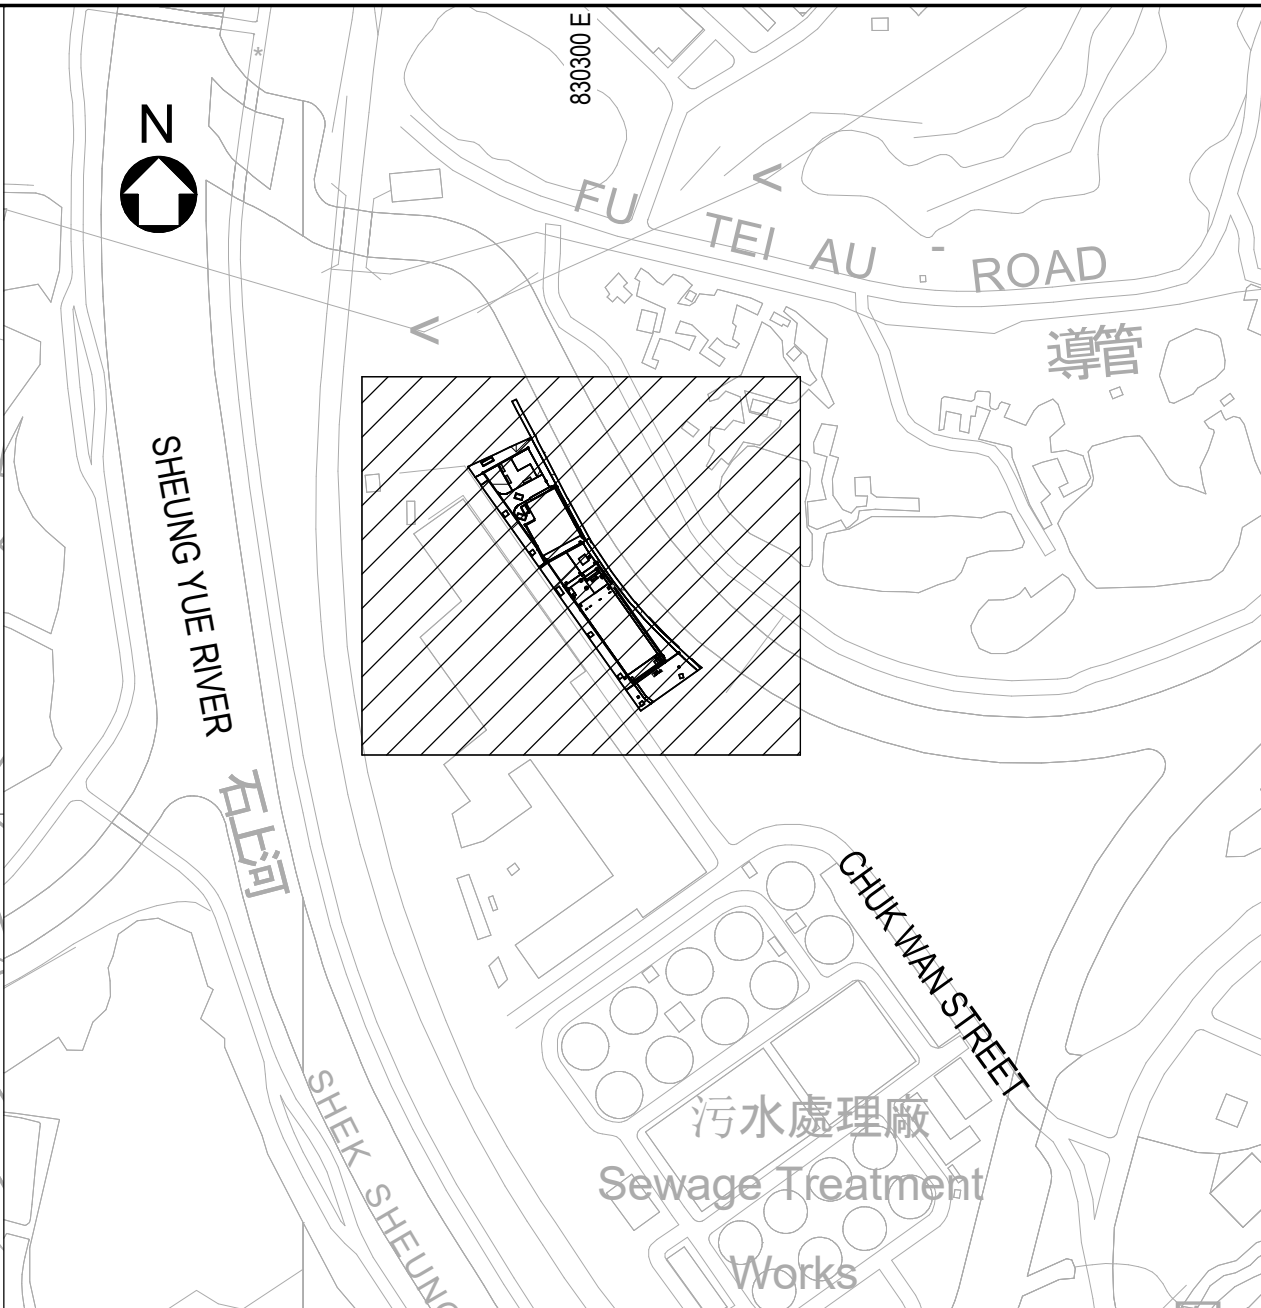 830300 E
N
FU TEI AU ROAD
導管
SHEUNG YUE RIVER
石上河
CHUK WAN STREET
SHEK SHEUNG
污水處理廠
Sewage Treatment
Works